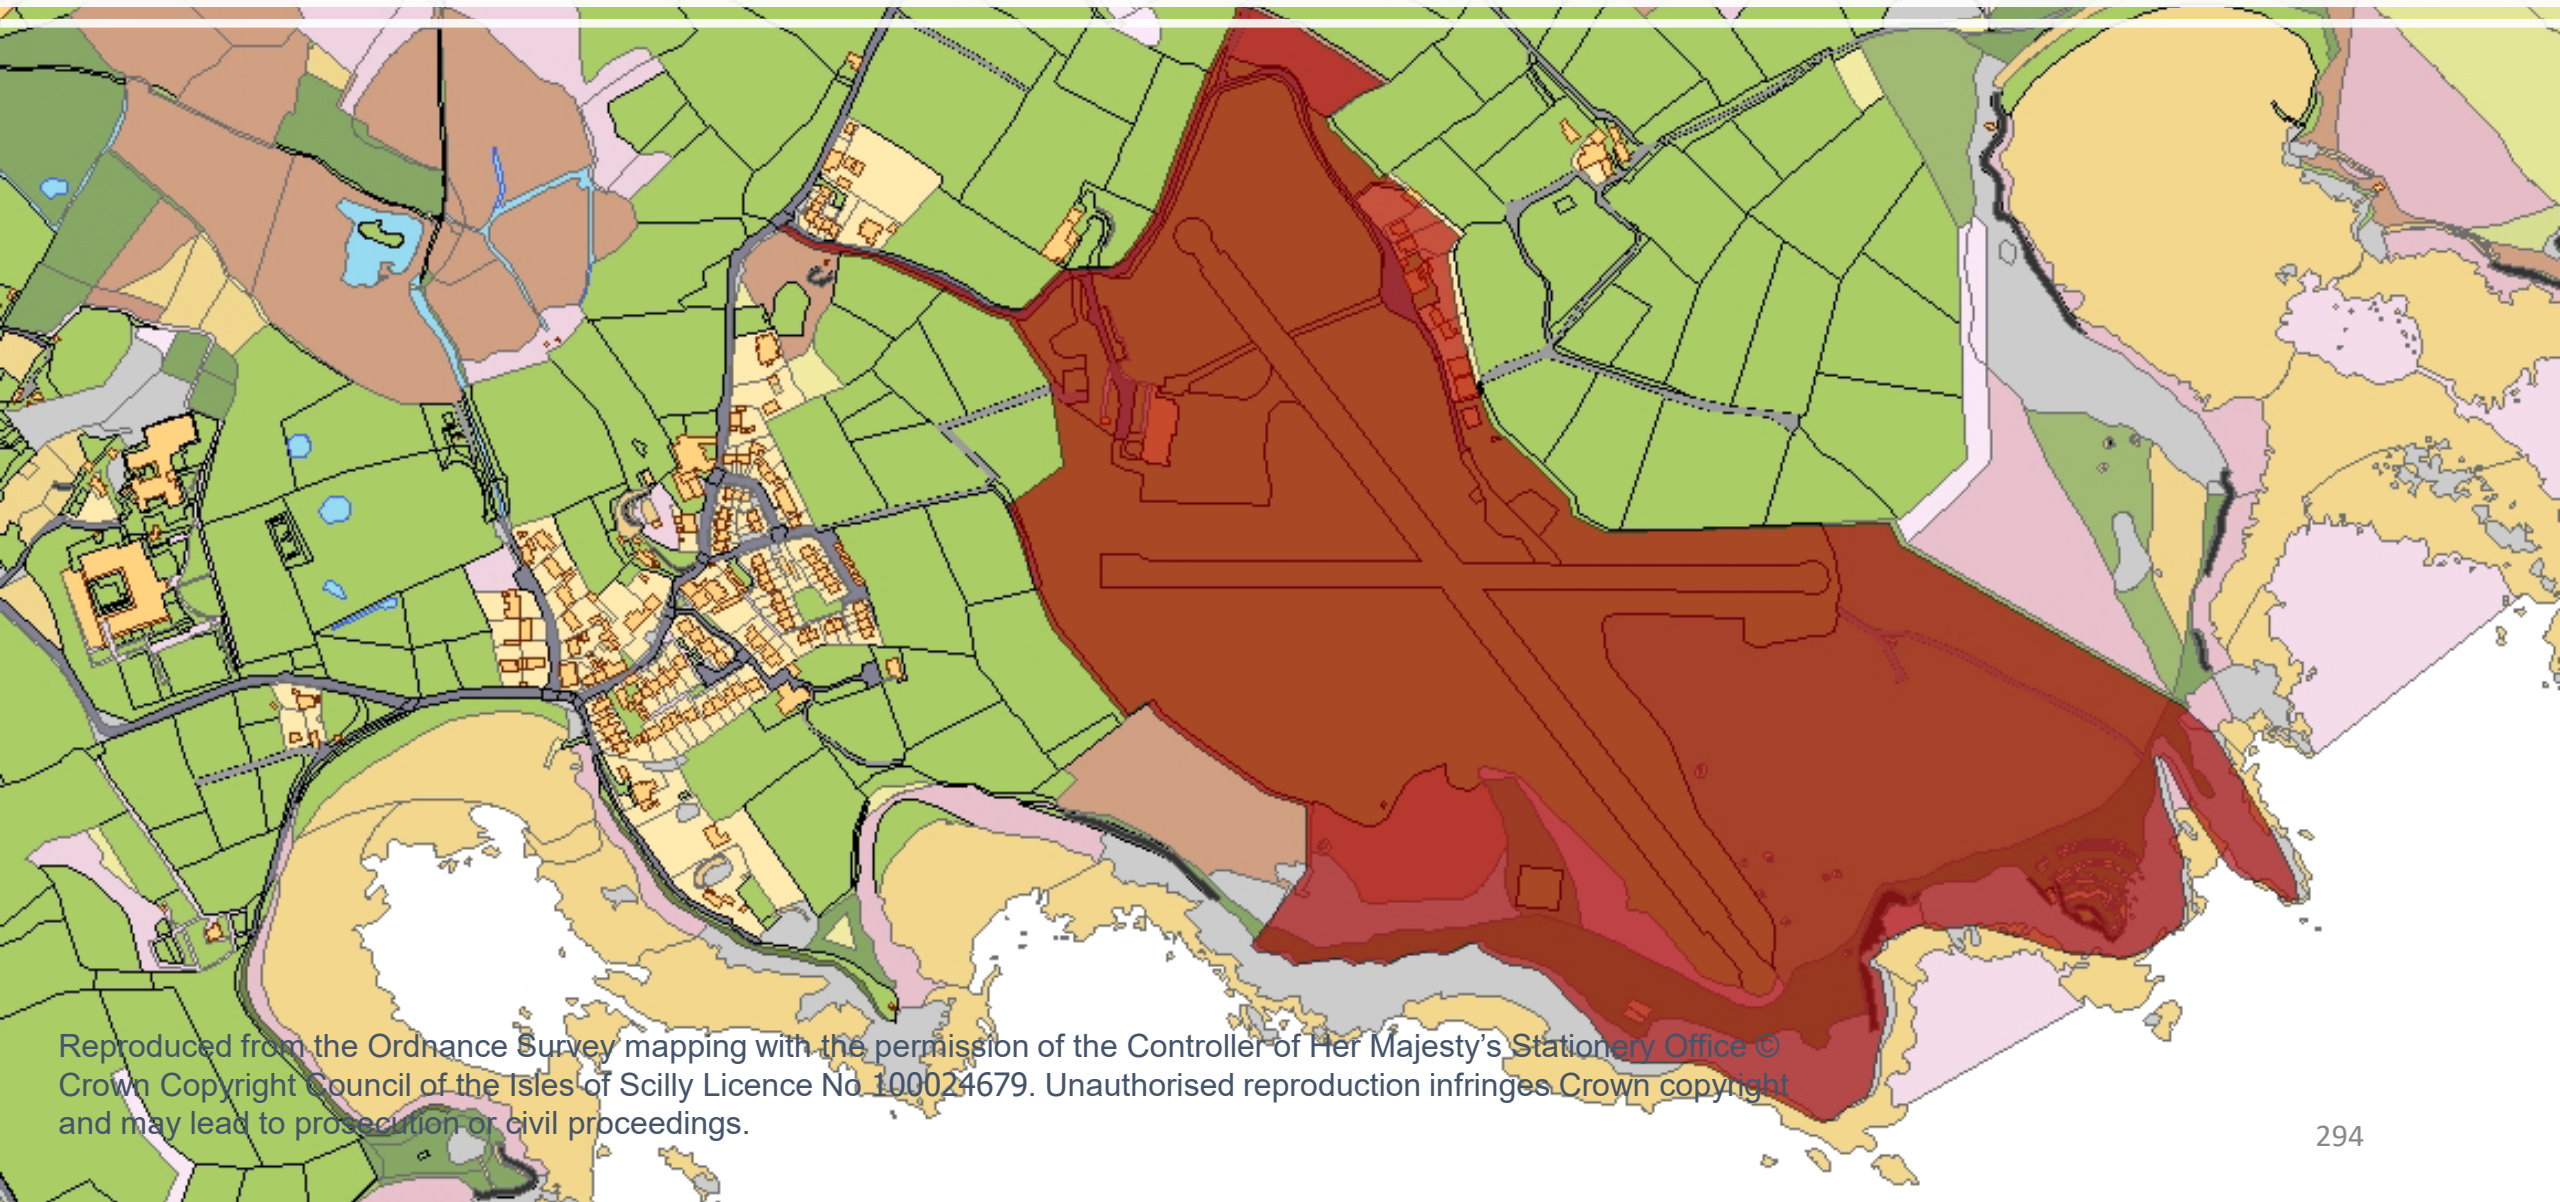 Reproduced from the Ordnance Survey mapping with the permission of the Controller of Her Majesty’s Stationery Office ©
Crown Copyright Council of the Isles of Scilly Licence No 100024679. Unauthorised reproduction infringes Crown copyright
and may lead to prosecution or civil proceedings.
294